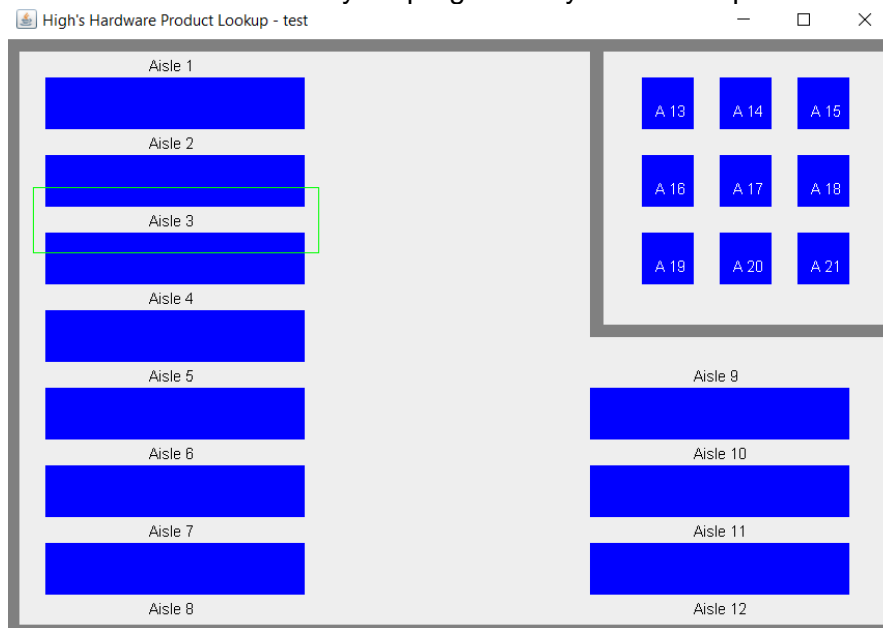 High's Hardware Product Lookup - test
Aisle 1
A 13 A 14 A 15
Aisle 2
A 16 A 17 A 18
Aisle 3
A 19 A 20 A 21
Aisle 4
Aisle 5 Aisle 9
Aisle 6 Aisle 10
Aisle 7 Aisle 11
Aisle 8 Aisle 12